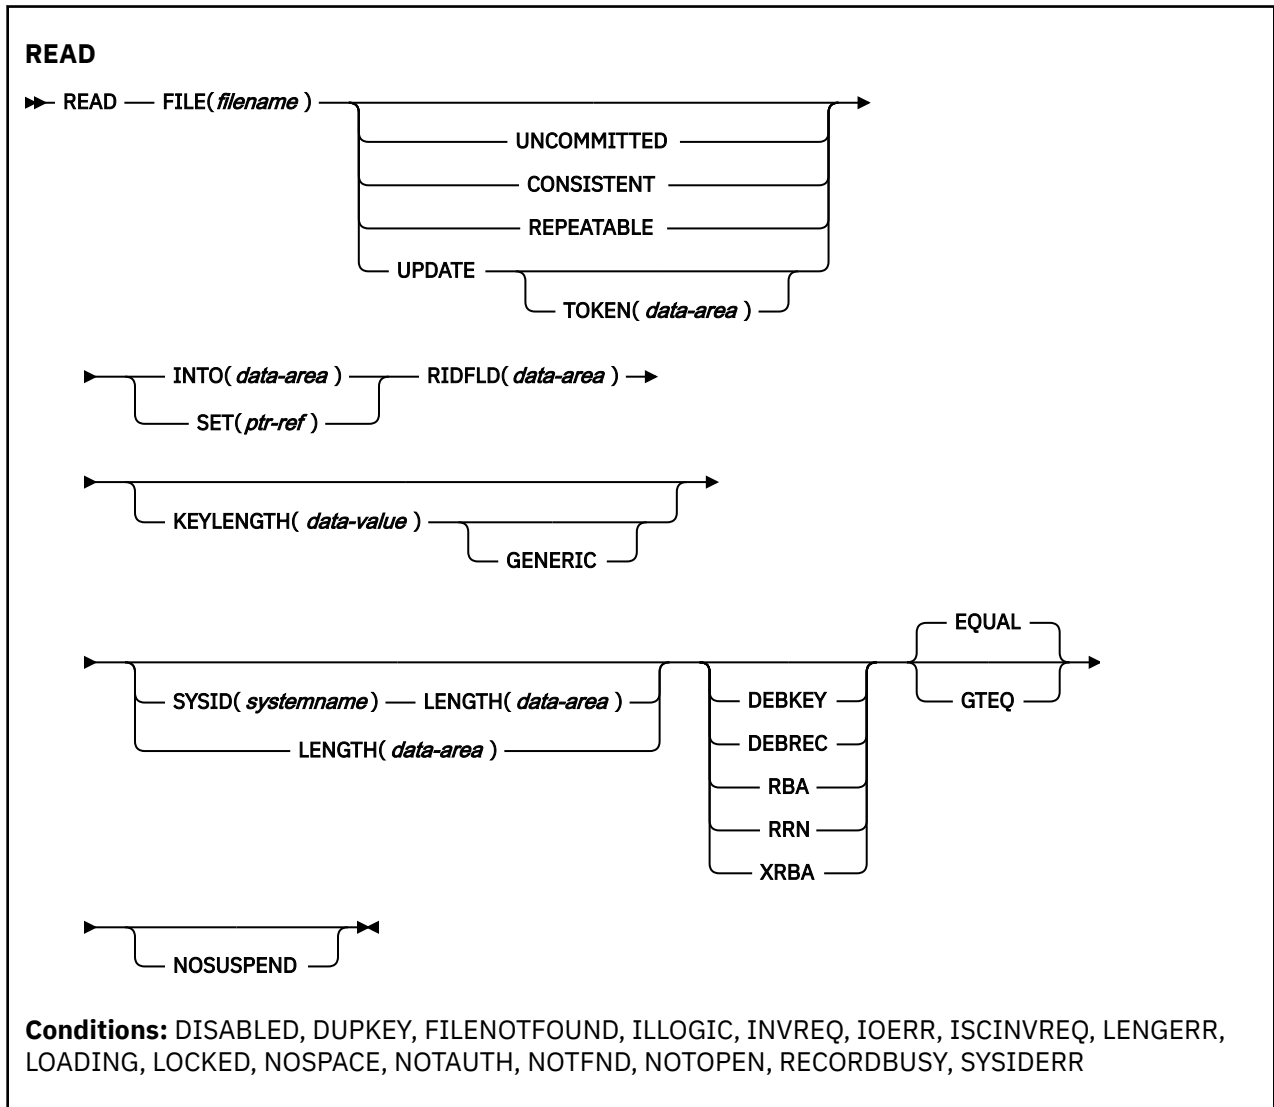 READ
READ FILE( filename )
UNCOMMITTED
CONSISTENT
REPEATABLE
UPDATE
TOKEN( data-area )
INTO( data-area ) RIDFLD( data-area )
SET( ptr-ref )
KEYLENGTH( data-value )
GENERIC
EQUAL
SYSID( systemname ) LENGTH( data-area ) DEBKEY GTEQ
DEBREC
LENGTH( data-area )
RBA
RRN
XRBA
NOSUSPEND
Conditions: DISABLED, DUPKEY, FILENOTFOUND, ILLOGIC, INVREQ, IOERR, ISCINVREQ, LENGERR,
LOADING, LOCKED, NOSPACE, NOTAUTH, NOTFND, NOTOPEN, RECORDBUSY, SYSIDERR